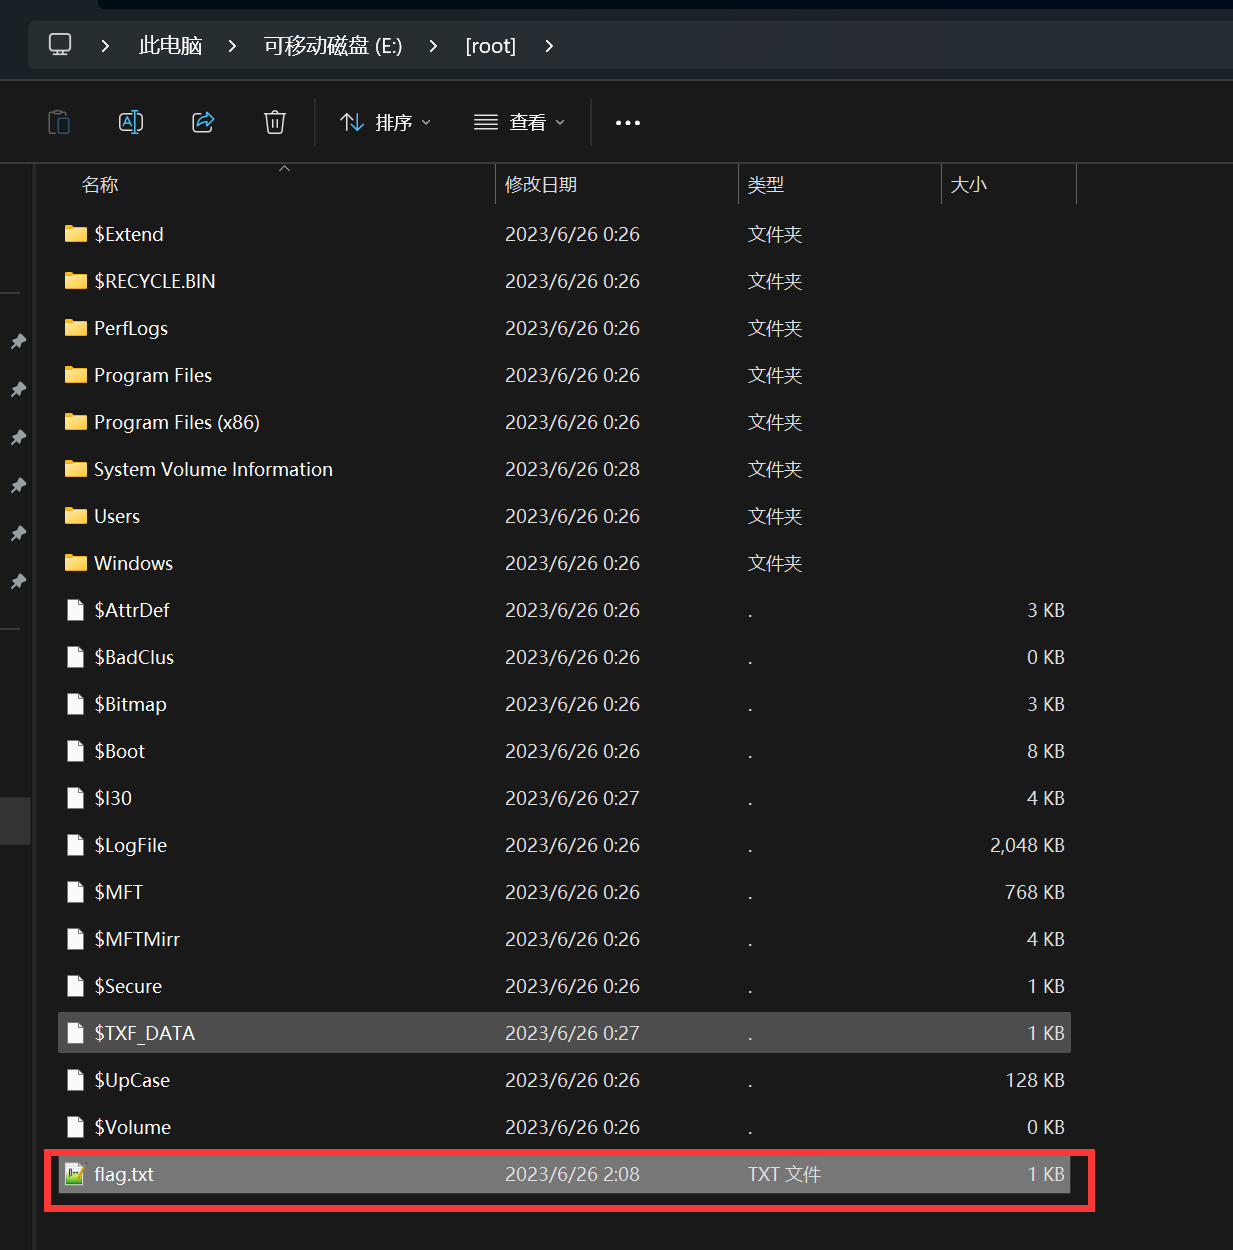 此电脑 可移动磁盘 (E:) [root]
排序 查看
名称 修改日期 类型 大小
$Extend 2023/6/26 0:26 文件夹
$RECYCLE.BIN 2023/6/26 0:26 文件夹
PerfLogs 2023/6/26 0:26 文件夹
Program Files 2023/6/26 0:26 文件夹
Program Files (x86) 2023/6/26 0:26 文件夹
System Volume Information 2023/6/26 0:28 文件夹
Users 2023/6/26 0:26 文件夹
Windows 2023/6/26 0:26 文件夹
$AttrDef 2023/6/26 0:26 . 3 KB
$BadClus 2023/6/26 0:26 . 0 KB
$Bitmap 2023/6/26 0:26 . 3 KB
$Boot 2023/6/26 0:26 . 8 KB
$I30 2023/6/26 0:27 . 4 KB
$LogFile 2023/6/26 0:26 . 2,048 KB
$MFT 2023/6/26 0:26 . 768 KB
$MFTMirr 2023/6/26 0:26 . 4 KB
$Secure 2023/6/26 0:26 . 1 KB
$TXF_DATA 2023/6/26 0:27 . 1 KB
$UpCase 2023/6/26 0:26 . 128 KB
$Volume 2023/6/26 0:26 . 0 KB
flag.txt 2023/6/26 2:08 TXT 文件 1 KB